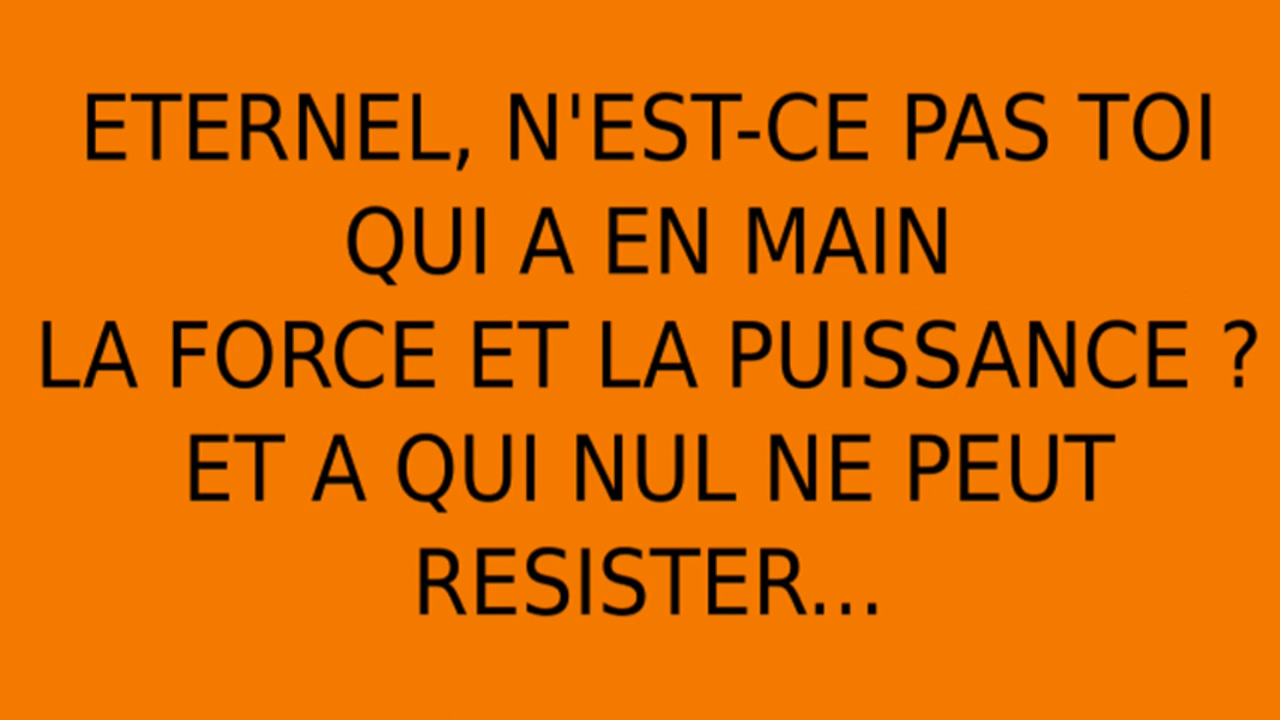 ETERNEL, N'EST-CE PAS TOI
QUI A EN MAIN
LA FORCE ET LA PUISSANCE ?
ET A QUI NUL NE PEUT
RESISTER...